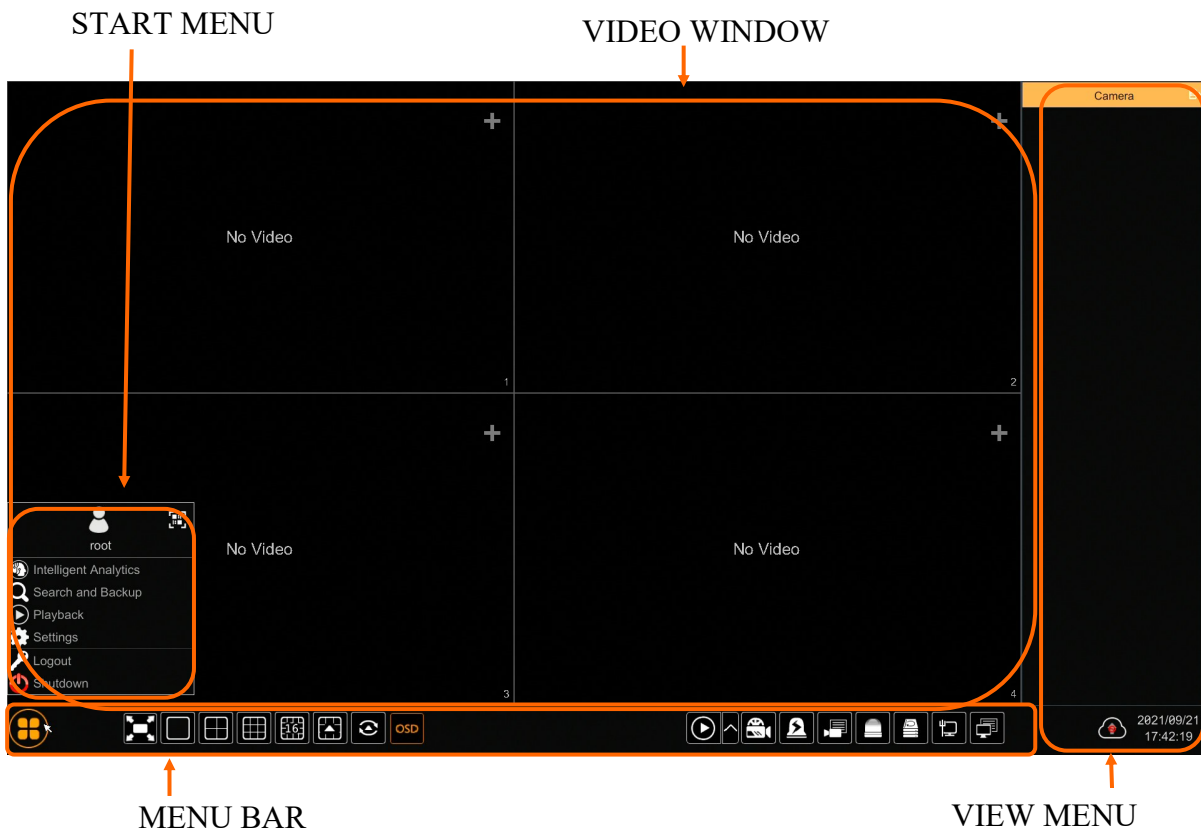 START MENU
VIDEO WINDOW
Camera
No Video
No Video
1
2
root
No Video
No Video
Intelligent Analytics
Search and Backup
Playback
Settings
Logout
Shutdown
3
4
16
OSD
2021/09/21
17:42:19
MENU BAR
VIEW MENU